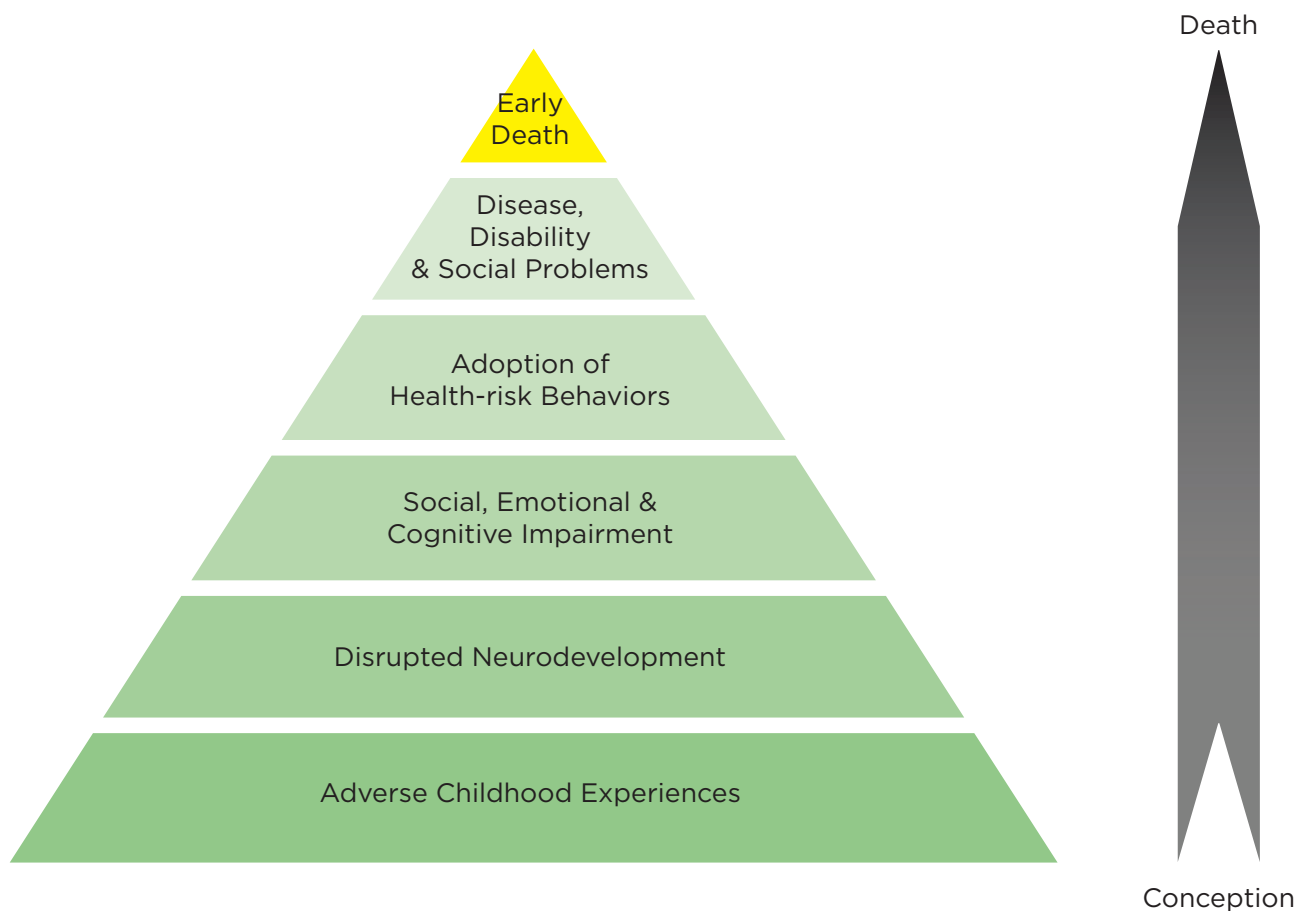 Death
Early
Death
Disease,
Disability
& Social Problems
Adoption of
Health-risk Behaviors
Social, Emotional &
Cognitive Impairment
Disrupted Neurodevelopment
Adverse Childhood Experiences
Conception